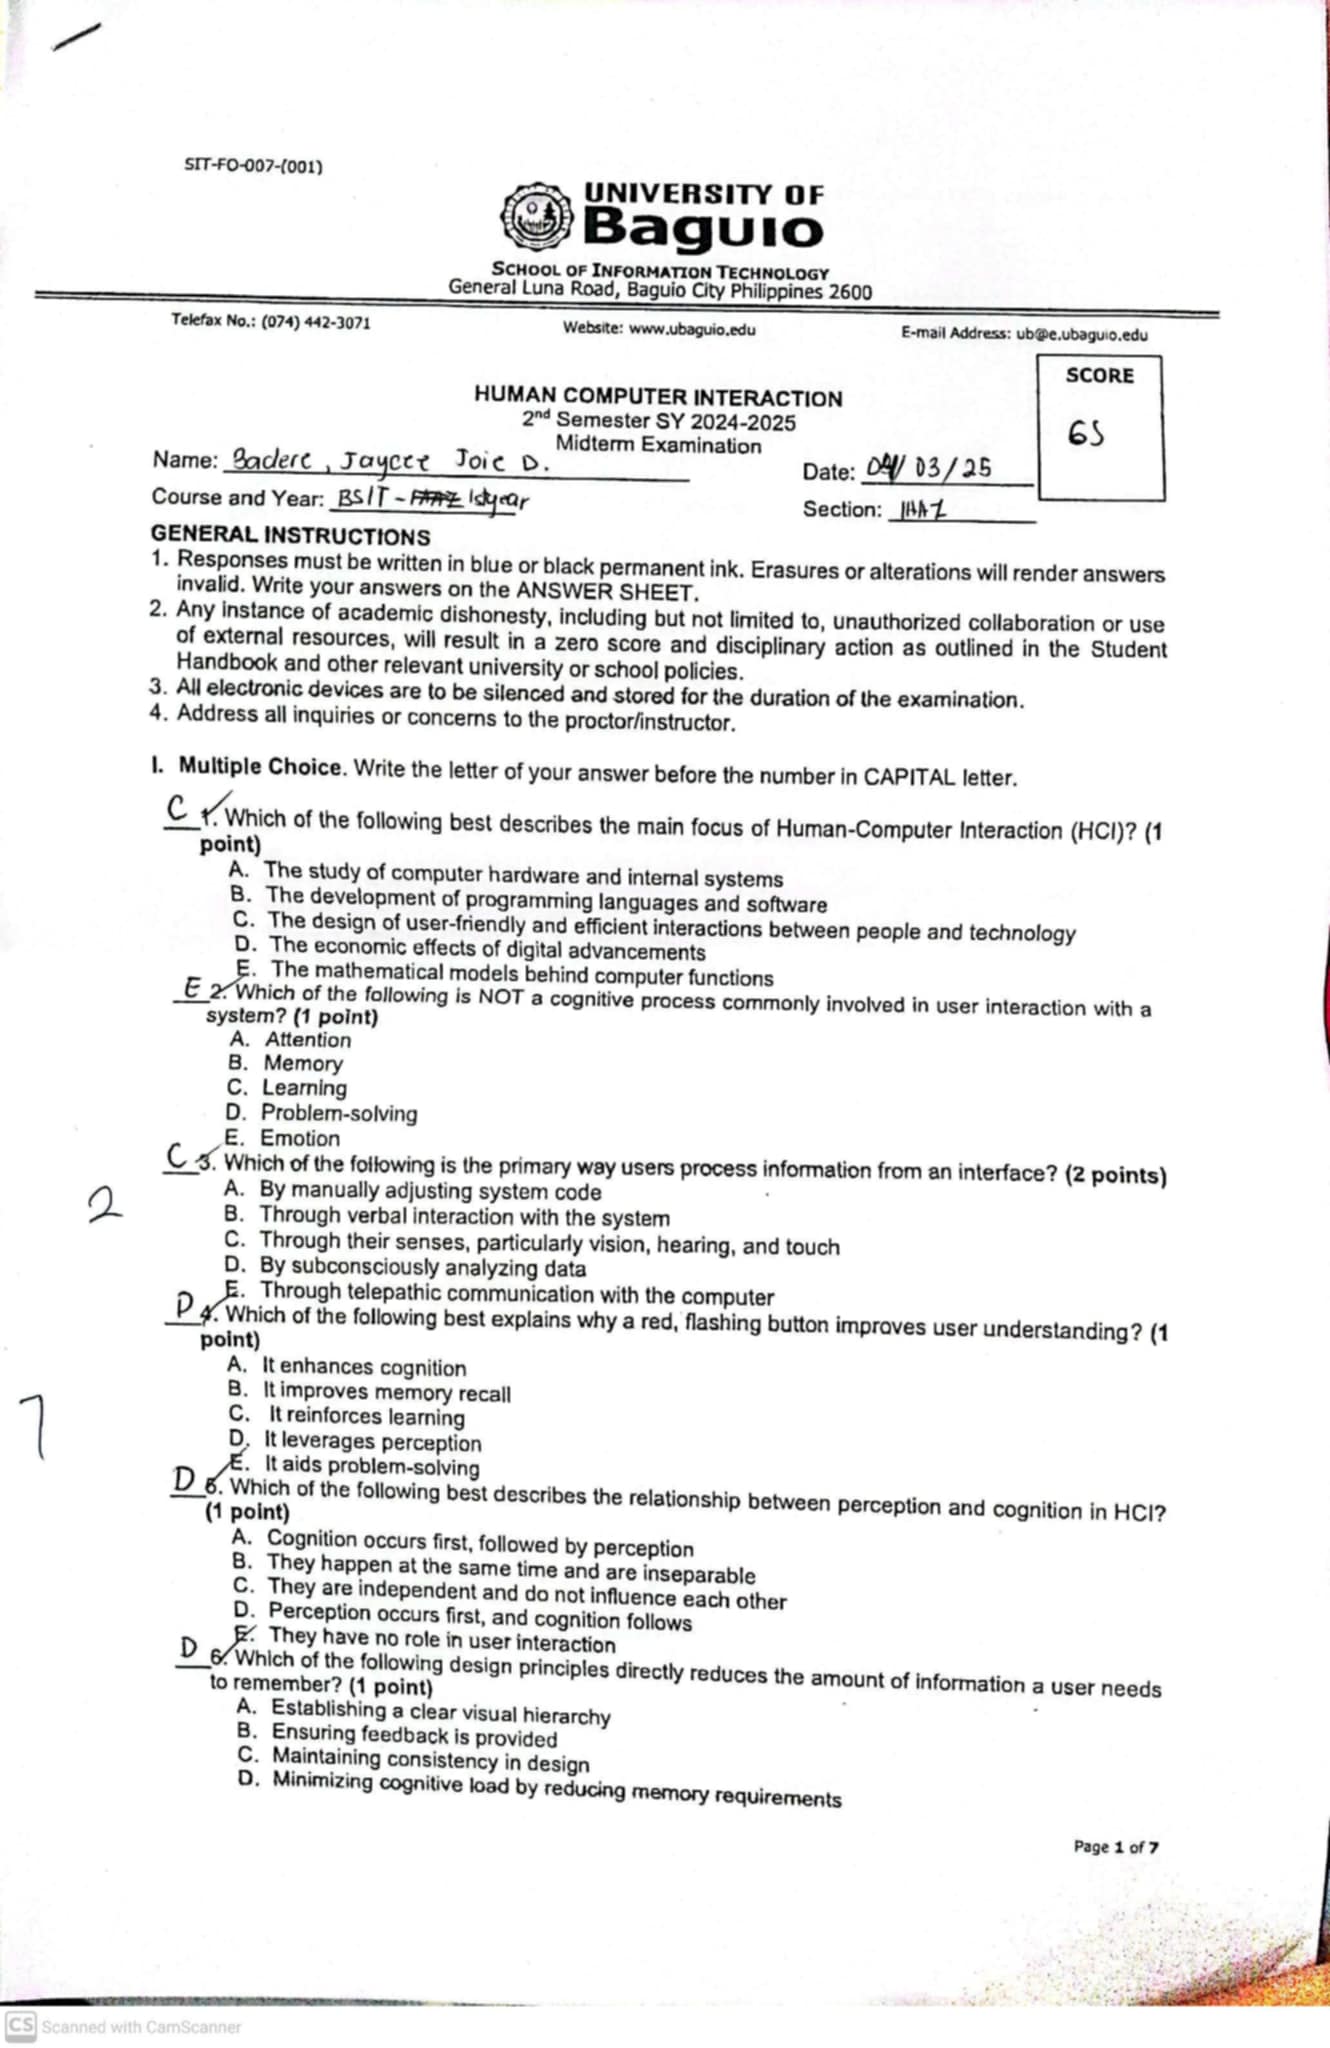 SIT-FO-007-(001)
UNIVERSITY OF
Baguio
SCHOOL OF INFORMATION TECHNOLOGY
General Luna Road, Baguio City Philippines 2600
Telefax No.: (074) 442-3071 Website: www.ubaguio.edu E-mail Address: ub@e.ubaguio.edu
SCORE
65
HUMAN COMPUTER INTERACTION
2nd Semester SY 2024-2025
Midterm Examination
Name: Badere, Jaycee Joie D. Date: 04/03/25
Course and Year: BSIT - 1styear Section:
GENERAL INSTRUCTIONS
1. Responses must be written in blue or black permanent ink. Erasures or alterations will render answers
invalid. Write your answers on the ANSWER SHEET.
2. Any instance of academic dishonesty, including but not limited to, unauthorized collaboration or use
of external resources, will result in a zero score and disciplinary action as outlined in the Student
Handbook and other relevant university or school policies.
3. All electronic devices are to be silenced and stored for the duration of the examination.
4. Address all inquiries or concerns to the proctor/instructor.
I. Multiple Choice. Write the letter of your answer before the number in CAPITAL letter.
C 1. Which of the following best describes the main focus of Human-Computer Interaction (HCI)? (1
point)
A. The study of computer hardware and internal systems
B. The development of programming languages and software
C. The design of user-friendly and efficient interactions between people and technology
D. The economic effects of digital advancements
E. The mathematical models behind computer functions
E 2. Which of the following is NOT a cognitive process commonly involved in user interaction with a
system? (1 point)
A. Attention
B. Memory
C. Learning
D. Problem-solving
E. Emotion
C 3. Which of the following is the primary way users process information from an interface? (2 points)
A. By manually adjusting system code
2
B. Through verbal interaction with the system
C. Through their senses, particularly vision, hearing, and touch
D. By subconsciously analyzing data
E. Through telepathic communication with the computer
D 4. Which of the following best explains why a red, flashing button improves user understanding? (1
point)
A. It enhances cognition
B. It improves memory recall
7
C. It reinforces learning
D. It leverages perception
E. It aids problem-solving
D 5. Which of the following best describes the relationship between perception and cognition in HCI?
(1 point)
A. Cognition occurs first, followed by perception
B. They happen at the same time and are inseparable
C. They are independent and do not influence each other
D. Perception occurs first, and cognition follows
E. They have no role in user interaction
D 6. Which of the following design principles directly reduces the amount of information a user needs
to remember? (1 point)
A. Establishing a clear visual hierarchy
B. Ensuring feedback is provided
C. Maintaining consistency in design
D. Minimizing cognitive load by reducing memory requirements
Page 1 of 7
CS Scanned with CamScanner